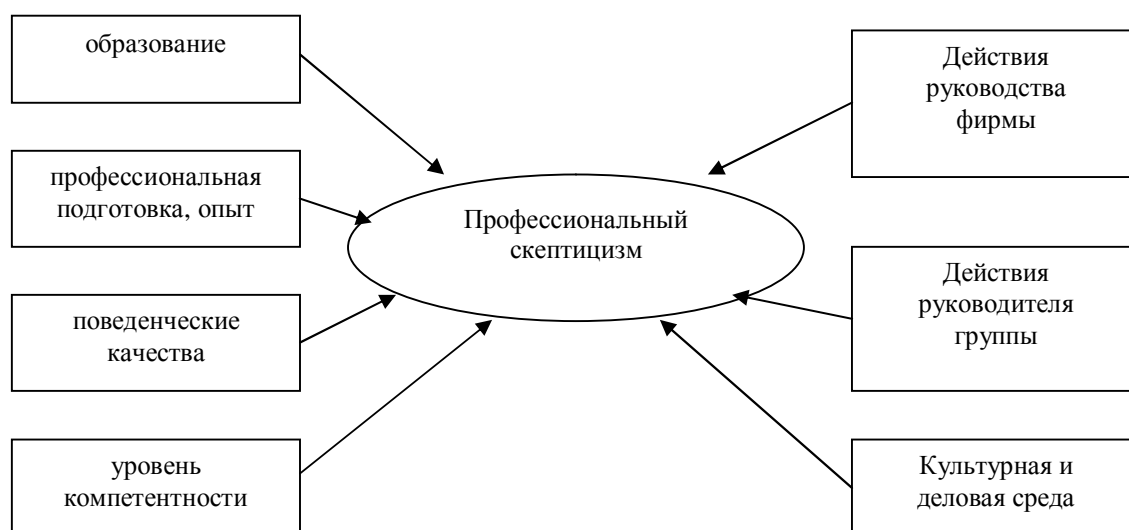 образование
профессиональная
подготовка, опыт
поведенческие
качества
уровень
компетентности
Профессиональный
скептицизм
Действия
руководства
фирмы
Действия
руководителя
группы
Культурная и
деловая среда